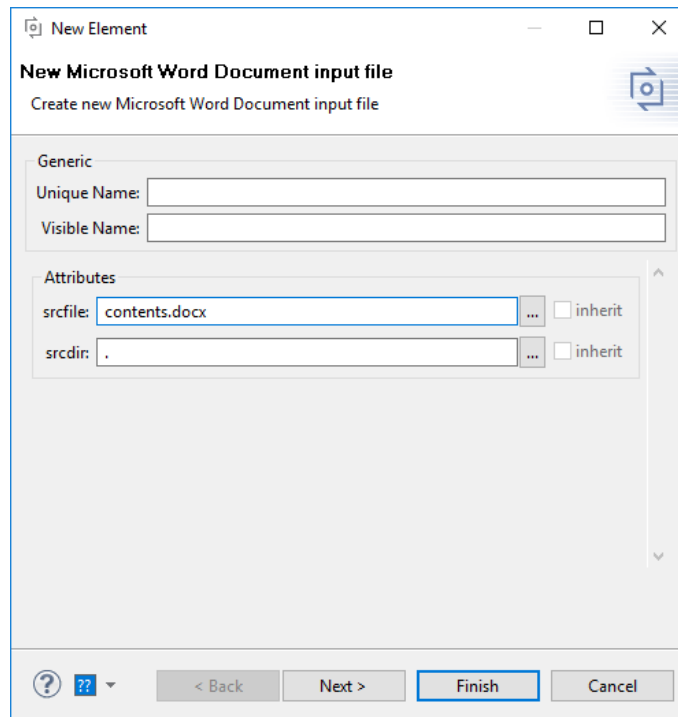 New Element
New Microsoft Word Document input file
Create new Microsoft Word Document input file
Generic
Unique Name:
Visible Name:
Attributes
srcfile: contents.docx ... inherit
srcdir: . ... inherit
? ?? < Back Next > Finish Cancel